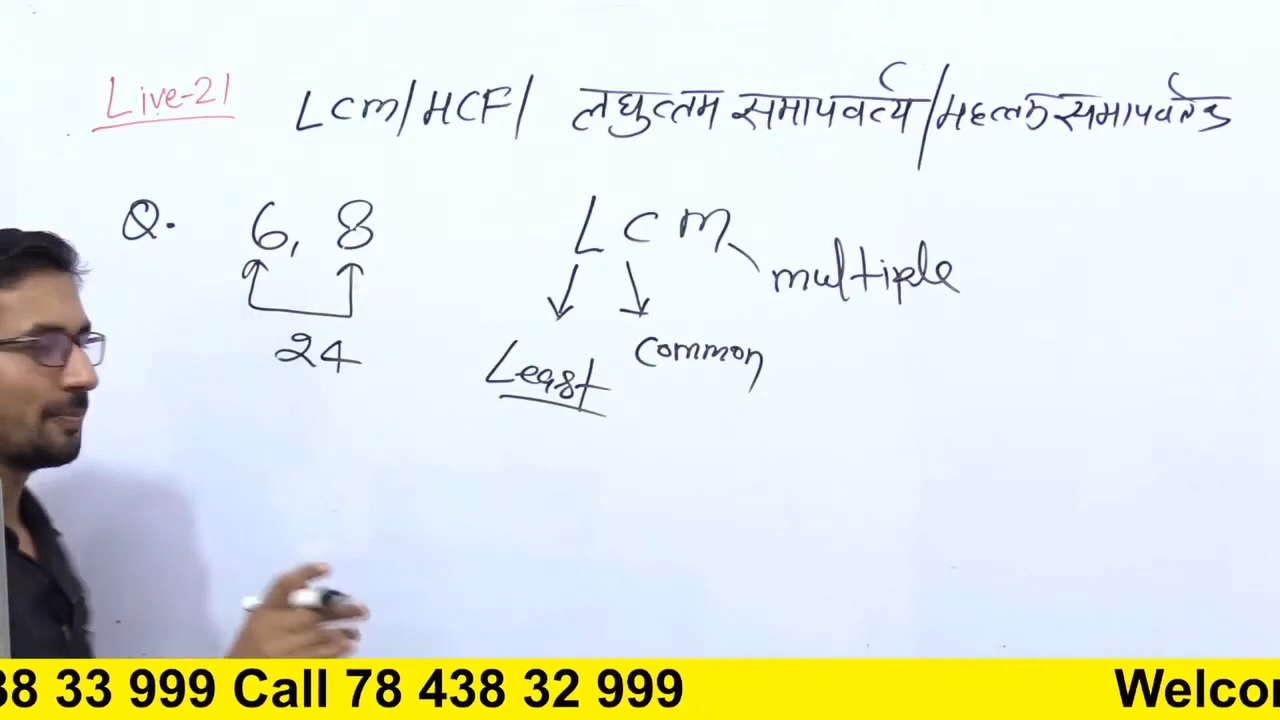 Live-21 LCM/HCF/ लघुत्तम समापवर्त्य/महत्तम समापवर्तक
Q. 6, 8 LCM multiple
24 Least Common
38 33 999 Call 78 438 32 999 Welcor